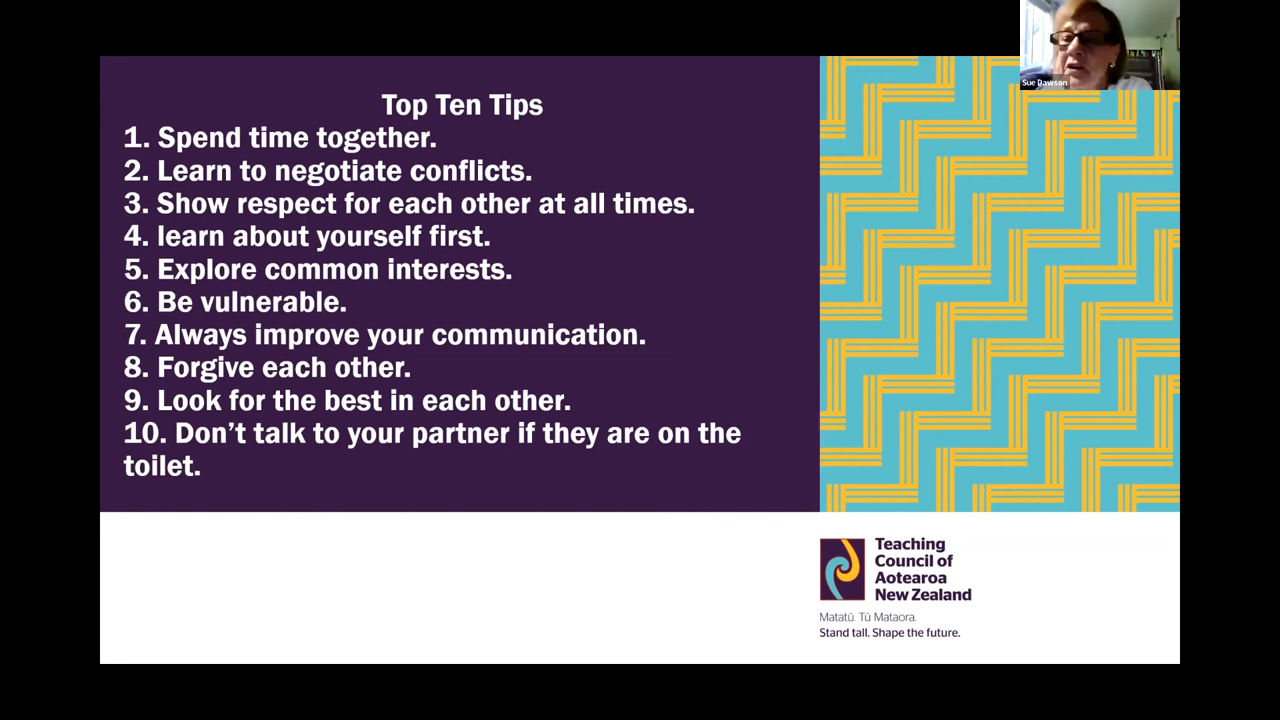 Sue Dawson
Top Ten Tips
1. Spend time together.
2. Learn to negotiate conflicts.
3. Show respect for each other at all times.
4. learn about yourself first.
5. Explore common interests.
6. Be vulnerable.
7. Always improve your communication.
8. Forgive each other.
9. Look for the best in each other.
10. Don’t talk to your partner if they are on the
toilet.
Teaching
Council of
Aotearoa
New Zealand
Matatū. Tū Mataora.
Stand tall. Shape the future.